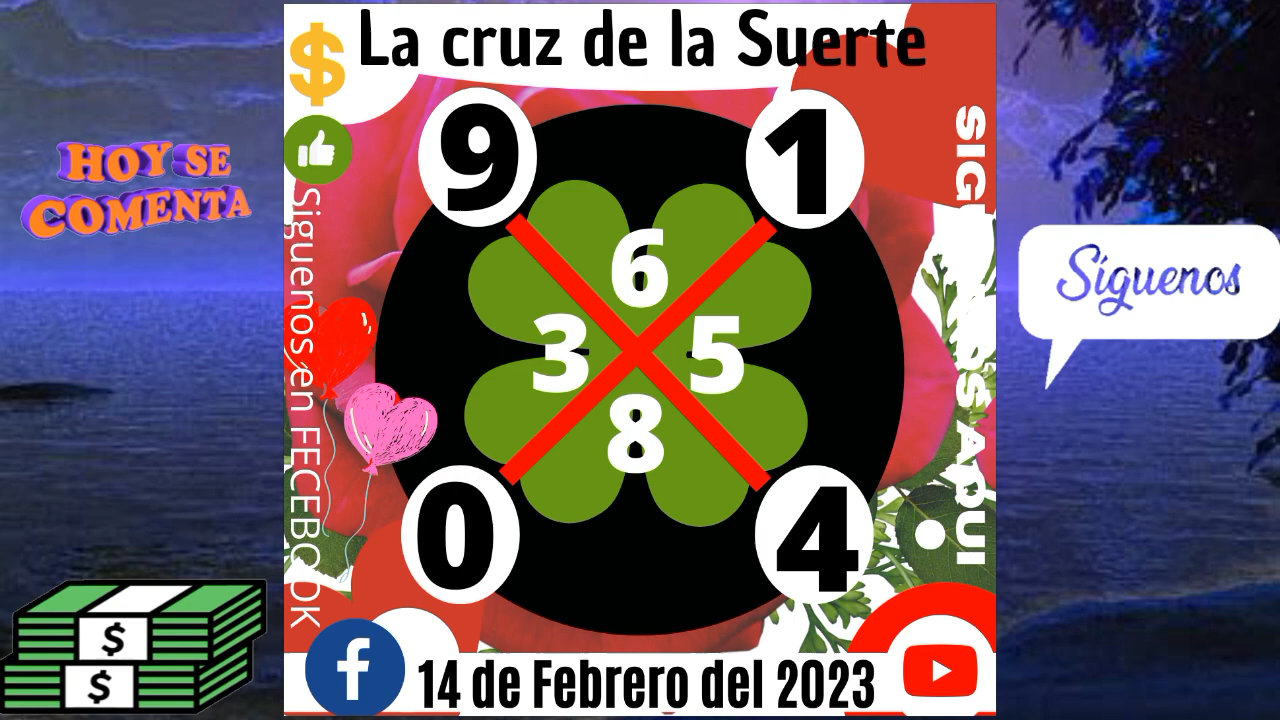 La cruz de la Suerte
$
9 1
6
3 5
8
0 4
14 de Febrero del 2023
HOY SE
COMENTA
Siguenos en FECEBOOK
Síguenos
$
$
f